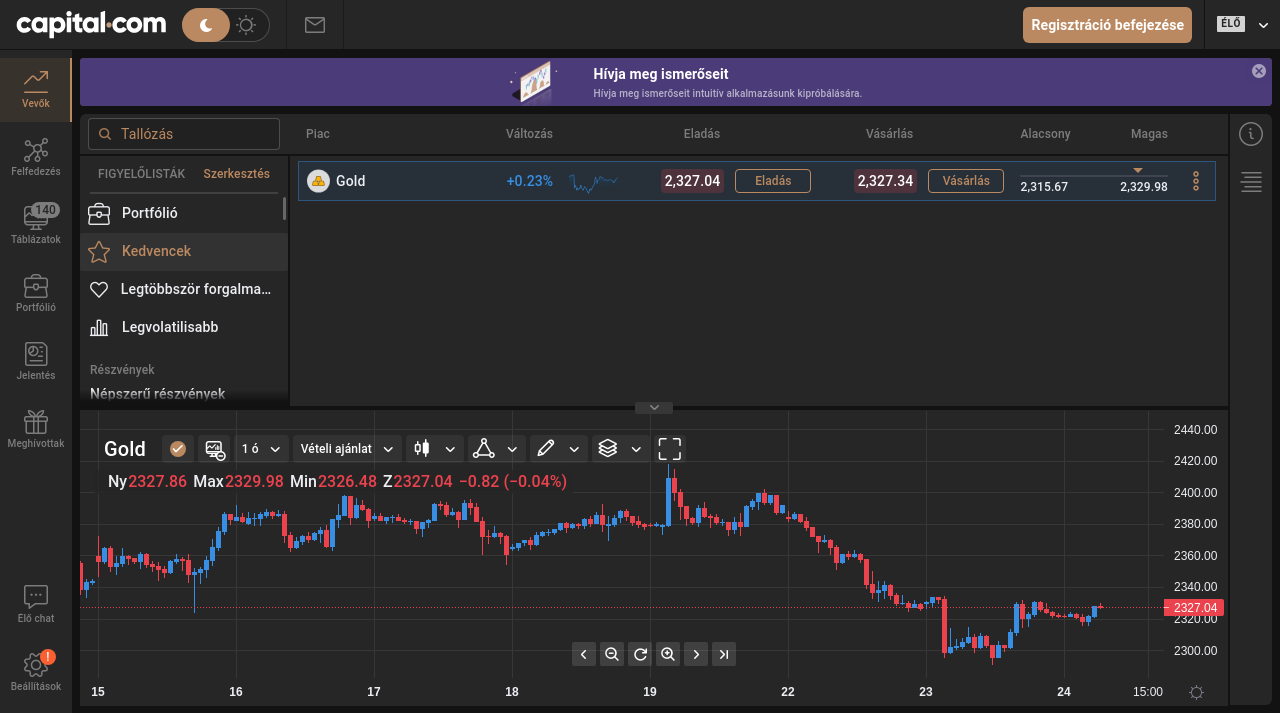 capital.com
Regisztráció befejezése
ÉLŐ
Vevők
Felfedezés
140
Táblázatok
Portfólió
Jelentés
Meghívottak
Élő chat
!
Beállítások
Hívja meg ismerőseit
Hívja meg ismerőseit intuitív alkalmazásunk kipróbálására.
Tallózás
FIGYELŐLISTÁK Szerkesztés
Portfólió
Kedvencek
Legtöbbször forgalma...
Legvolatilisabb
Részvények
Népszerű részvények
Piac Változás Eladás Vásárlás Alacsony Magas
Gold +0.23% 2,327.04 Eladás 2,327.34 Vásárlás 2,315.67 2,329.98
Gold 1 ó Vételi ajánlat
Ny2327.86 Max2329.98 Min2326.48 Z2327.04 −0.82 (−0.04%)
2440.00
2420.00
2400.00
2380.00
2360.00
2340.00
2327.04
2320.00
2300.00
15 16 17 18 19 22 23 24 15:00